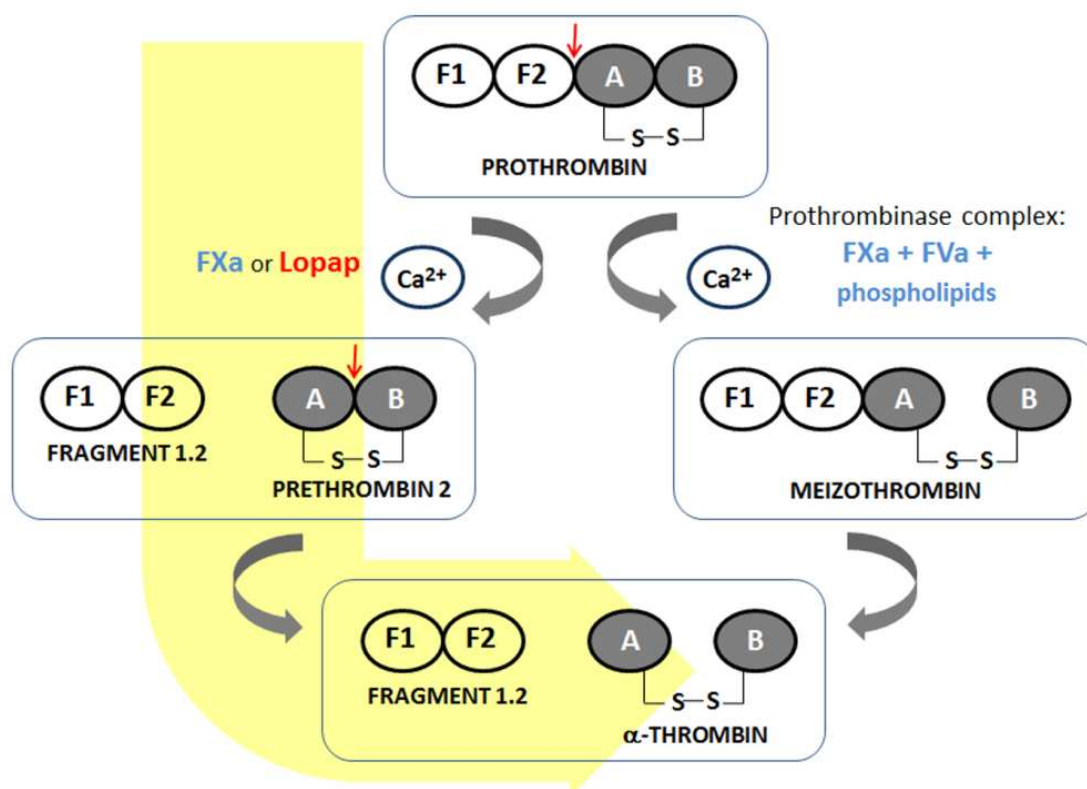 F1 F2 A B
S—S
PROTHROMBIN
Prothrombinase complex:
FXa or Lopap
Ca2+
Ca2+
FXa + FVa +
phospholipids
F1 F2
A B
FRAGMENT 1.2
S—S
PRETHROMBIN 2
F1 F2 A B
S—S
MEIZOTHROMBIN
F1 F2
A B
FRAGMENT 1.2
S—S
α-THROMBIN